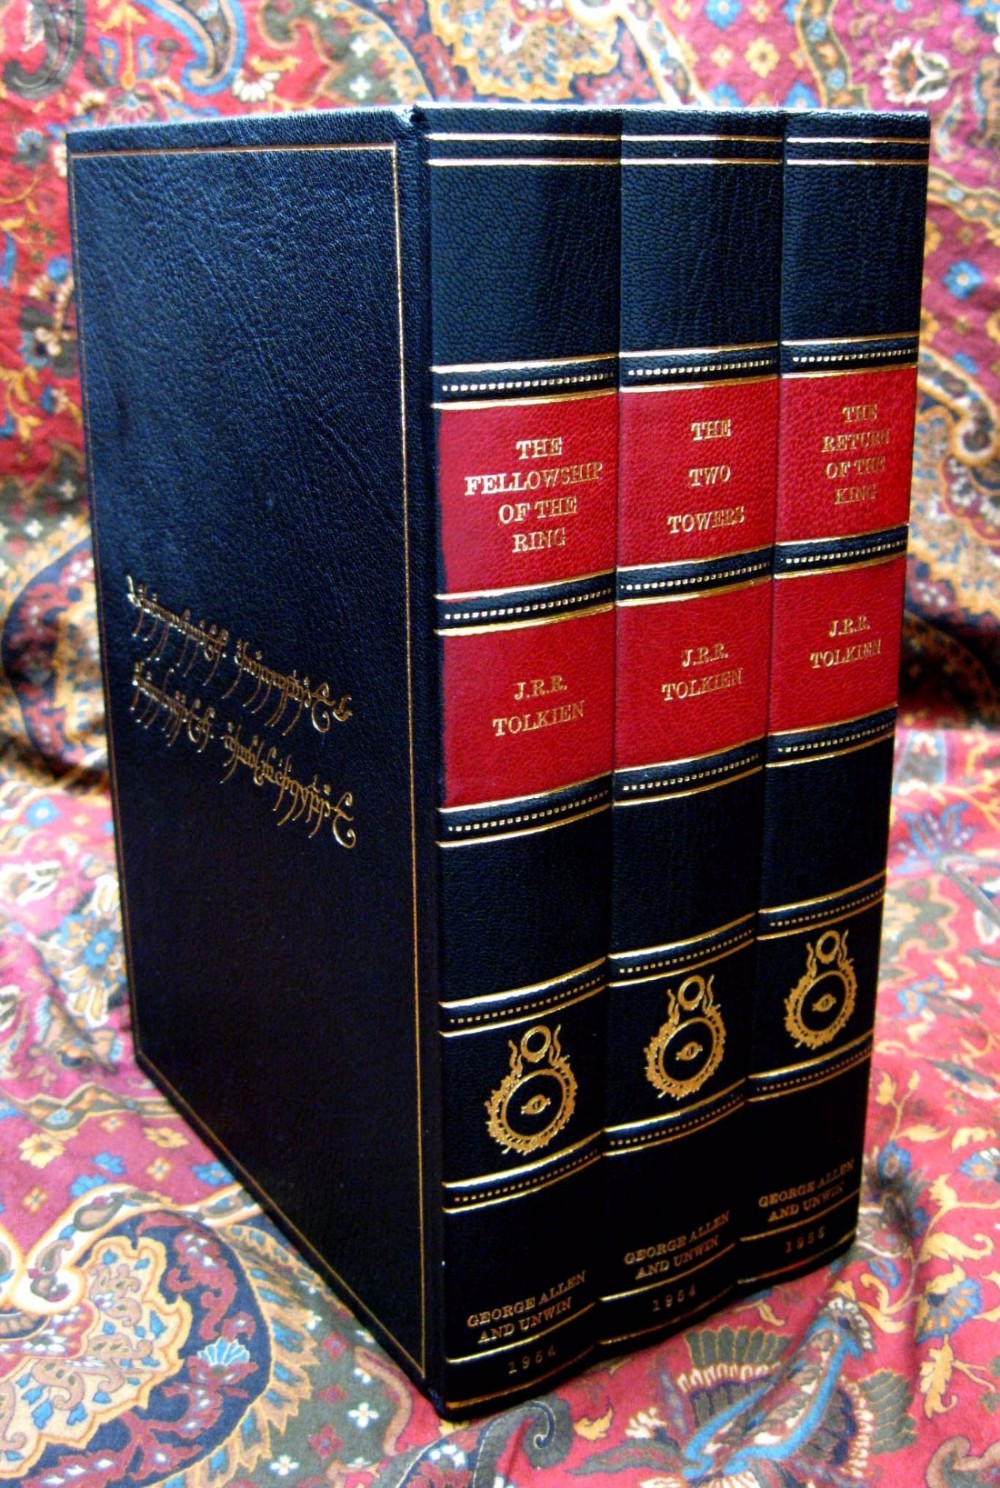 THE
FELLOWSHIP
OF THE
RING
J.R.R.
TOLKIEN
GEORGE ALLEN
AND UNWIN
1954
THE
TWO
TOWERS
J.R.R.
TOLKIEN
GEORGE ALLEN
AND UNWIN
1954
THE
RETURN
OF THE
KING
J.R.R.
TOLKIEN
GEORGE ALLEN
AND UNWIN
1955